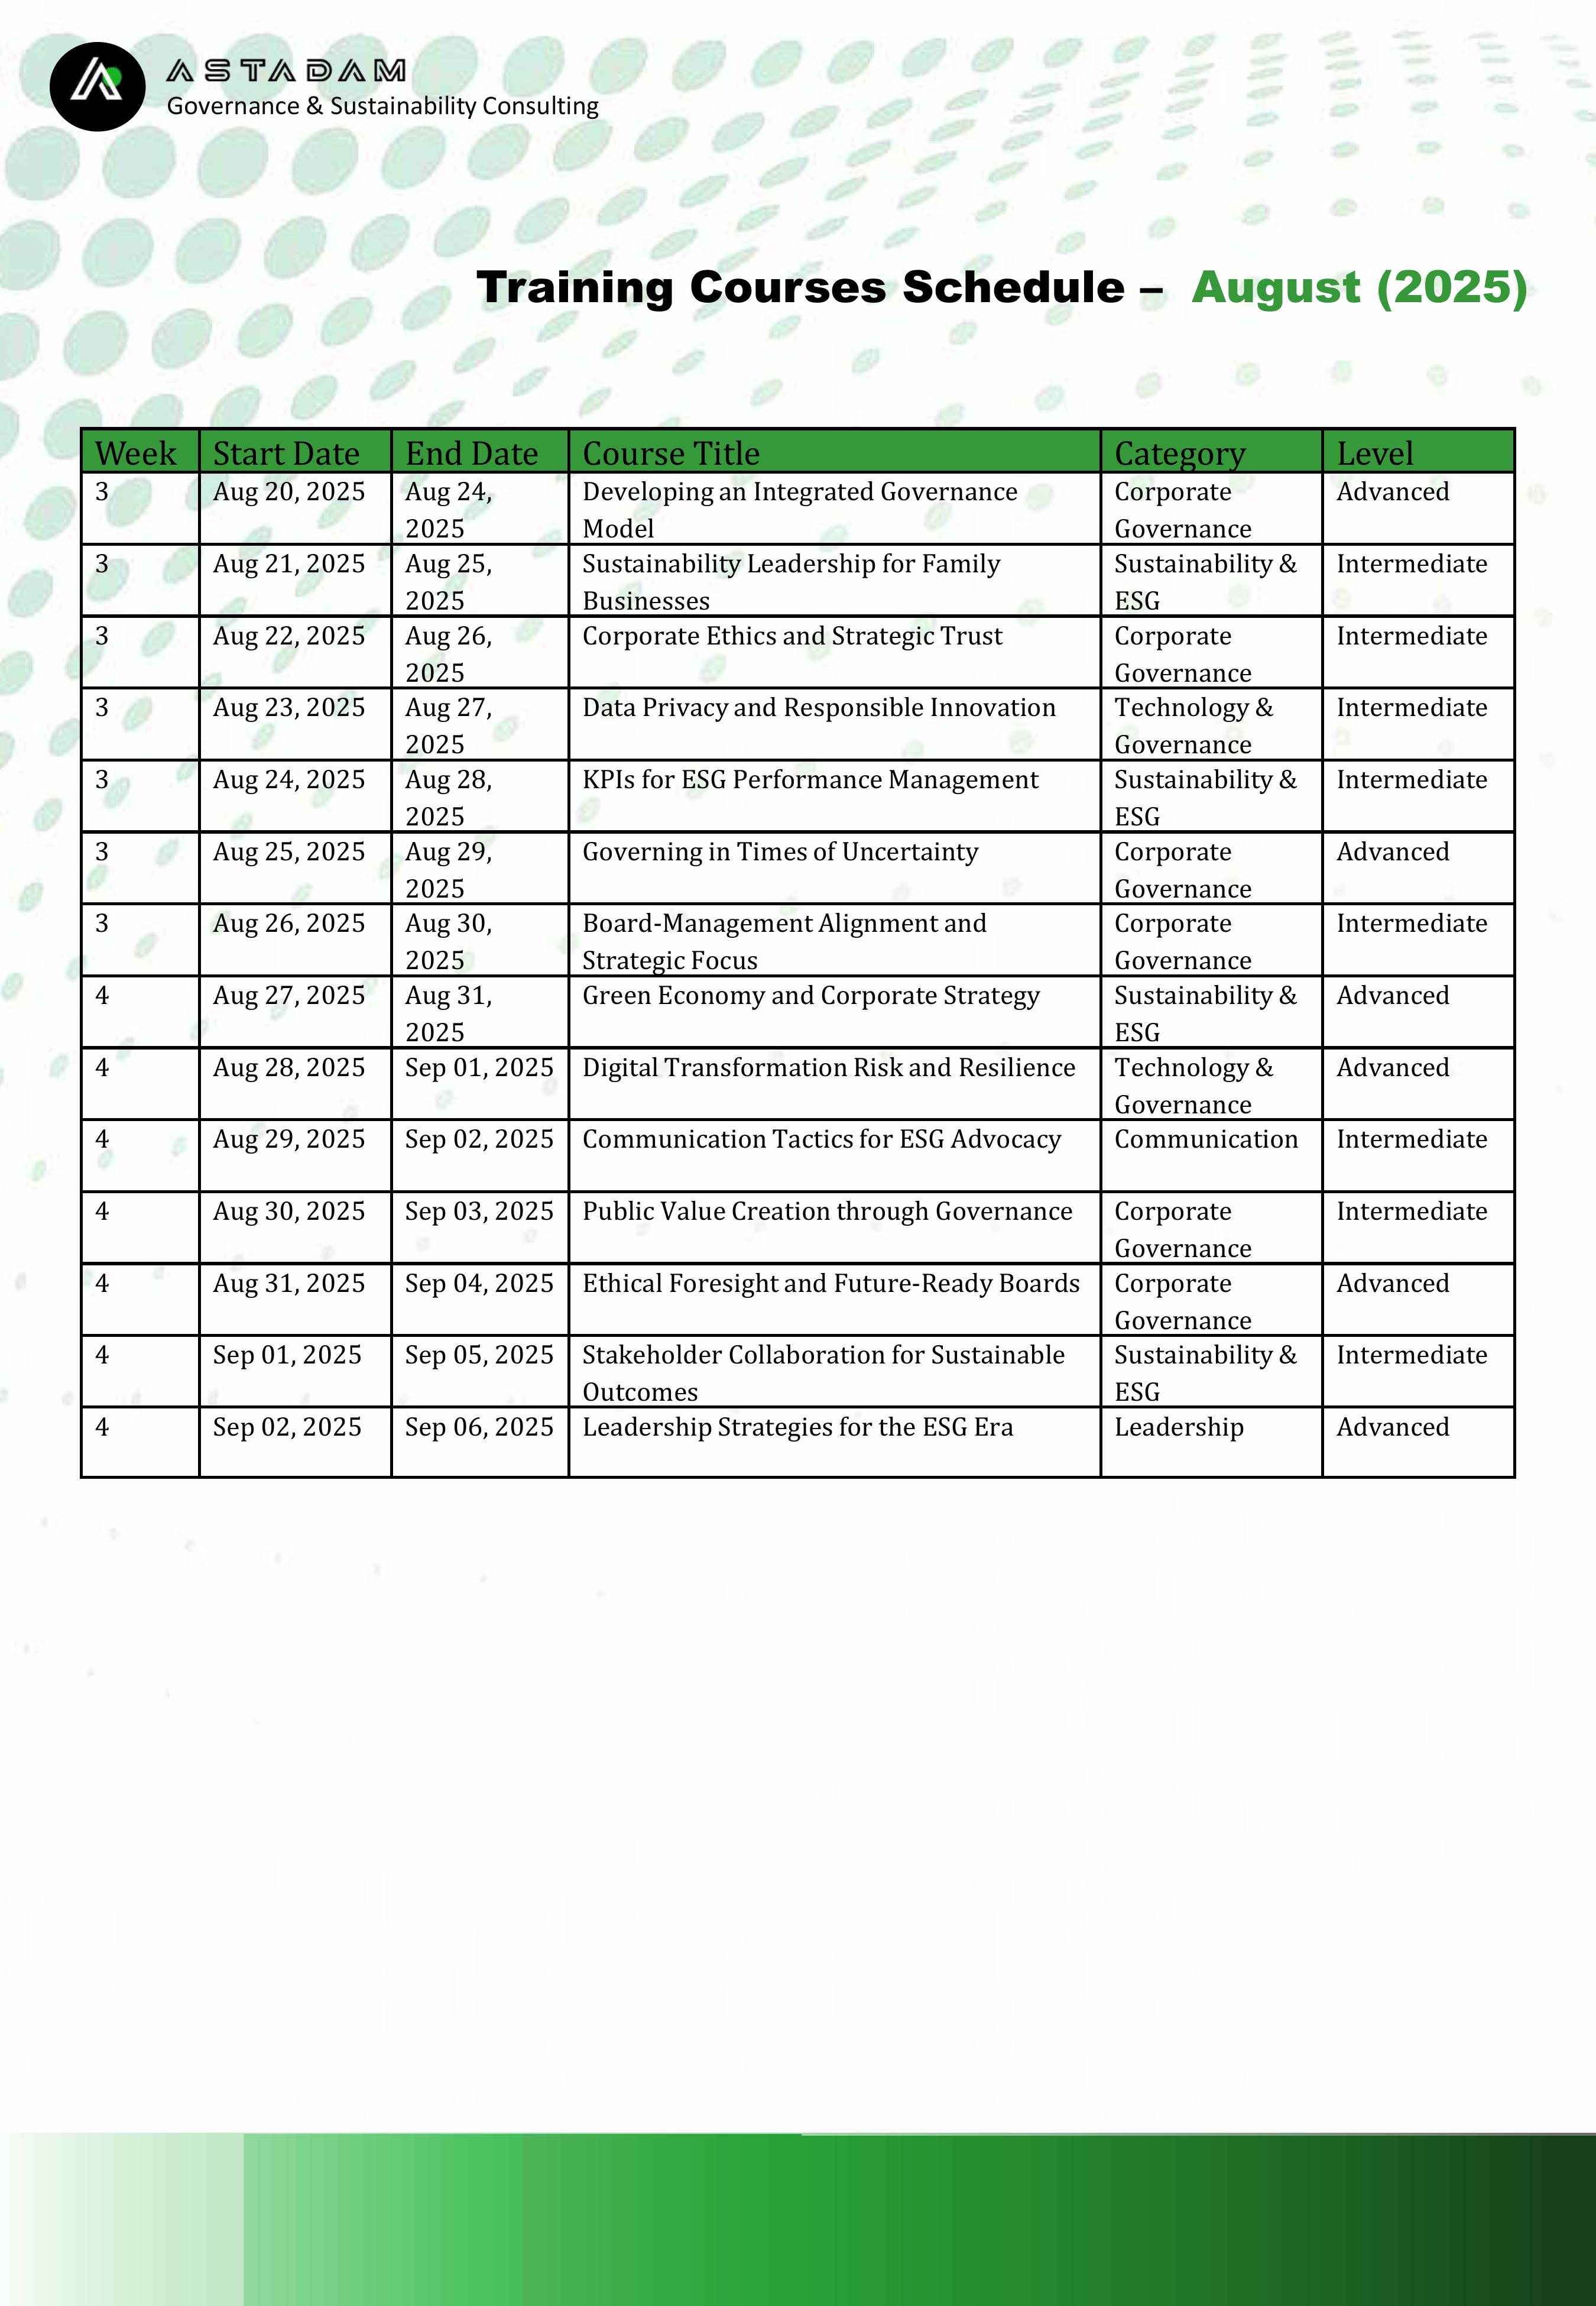 ASTADAM
Governance & Sustainability Consulting
Training Courses Schedule – August (2025)
Week Start Date End Date Course Title Category Level
3 Aug 20, 2025 Aug 24, Developing an Integrated Governance Corporate Advanced
2025 Model Governance
3 Aug 21, 2025 Aug 25, Sustainability Leadership for Family Sustainability & Intermediate
2025 Businesses ESG
3 Aug 22, 2025 Aug 26, Corporate Ethics and Strategic Trust Corporate Intermediate
2025 Governance
3 Aug 23, 2025 Aug 27, Data Privacy and Responsible Innovation Technology & Intermediate
2025 Governance
3 Aug 24, 2025 Aug 28, KPIs for ESG Performance Management Sustainability & Intermediate
2025 ESG
3 Aug 25, 2025 Aug 29, Governing in Times of Uncertainty Corporate Advanced
2025 Governance
3 Aug 26, 2025 Aug 30, Board-Management Alignment and Corporate Intermediate
2025 Strategic Focus Governance
4 Aug 27, 2025 Aug 31, Green Economy and Corporate Strategy Sustainability & Advanced
2025 ESG
4 Aug 28, 2025 Sep 01, 2025 Digital Transformation Risk and Resilience Technology & Advanced
Governance
4 Aug 29, 2025 Sep 02, 2025 Communication Tactics for ESG Advocacy Communication Intermediate
4 Aug 30, 2025 Sep 03, 2025 Public Value Creation through Governance Corporate Intermediate
Governance
4 Aug 31, 2025 Sep 04, 2025 Ethical Foresight and Future-Ready Boards Corporate Advanced
Governance
4 Sep 01, 2025 Sep 05, 2025 Stakeholder Collaboration for Sustainable Sustainability & Intermediate
Outcomes ESG
4 Sep 02, 2025 Sep 06, 2025 Leadership Strategies for the ESG Era Leadership Advanced